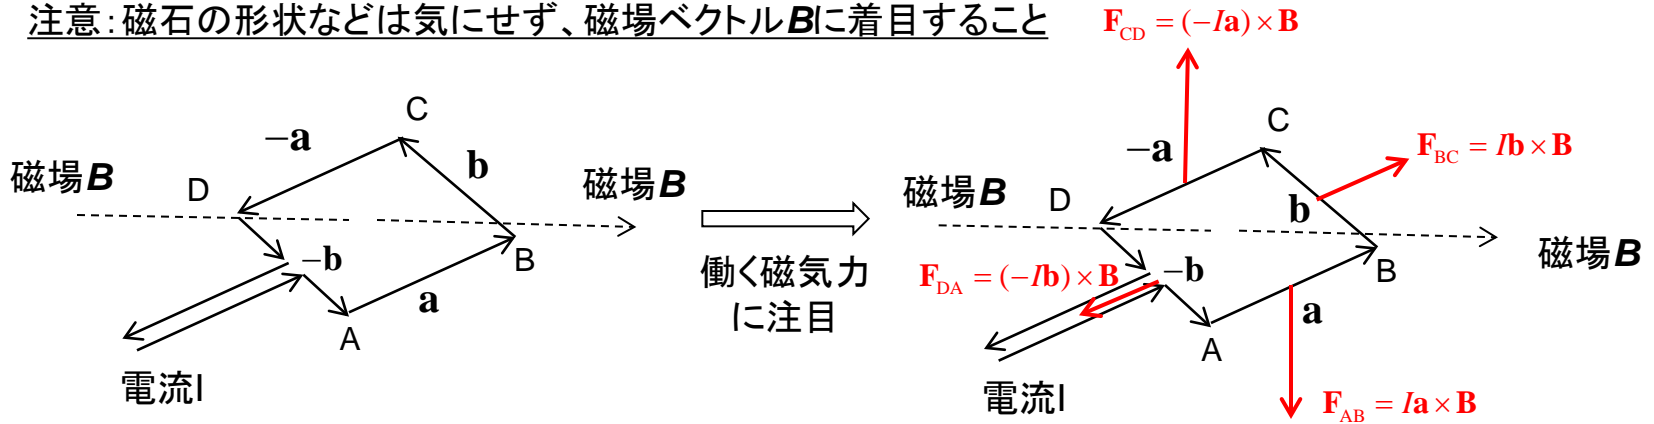 注意:磁石の形状などは気にせず、磁場ベクトルBに着目すること
C
−a
b
磁場B
D
磁場B
−b
B
a
A
電流I
働く磁気力
に注目
F_CD = (−Ia) × B
C
−a
F_BC = Ib × B
磁場B
D
b
磁場B
F_DA = (−Ib) × B
−b
B
a
A
電流I
F_AB = Ia × B